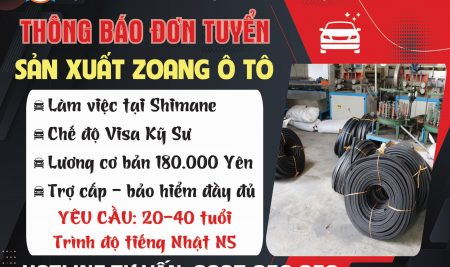 THÔNG BÁO ĐƠN TUYỂN
SẢN XUẤT ZOANG Ô TÔ
Làm việc tại Shimane
Chế độ Visa Kỹ Sư
Lương cơ bản 180.000 Yên
Trợ cấp - bảo hiểm đầy đủ
YÊU CẦU: 20-40 tuổi
Trình độ tiếng Nhật N5